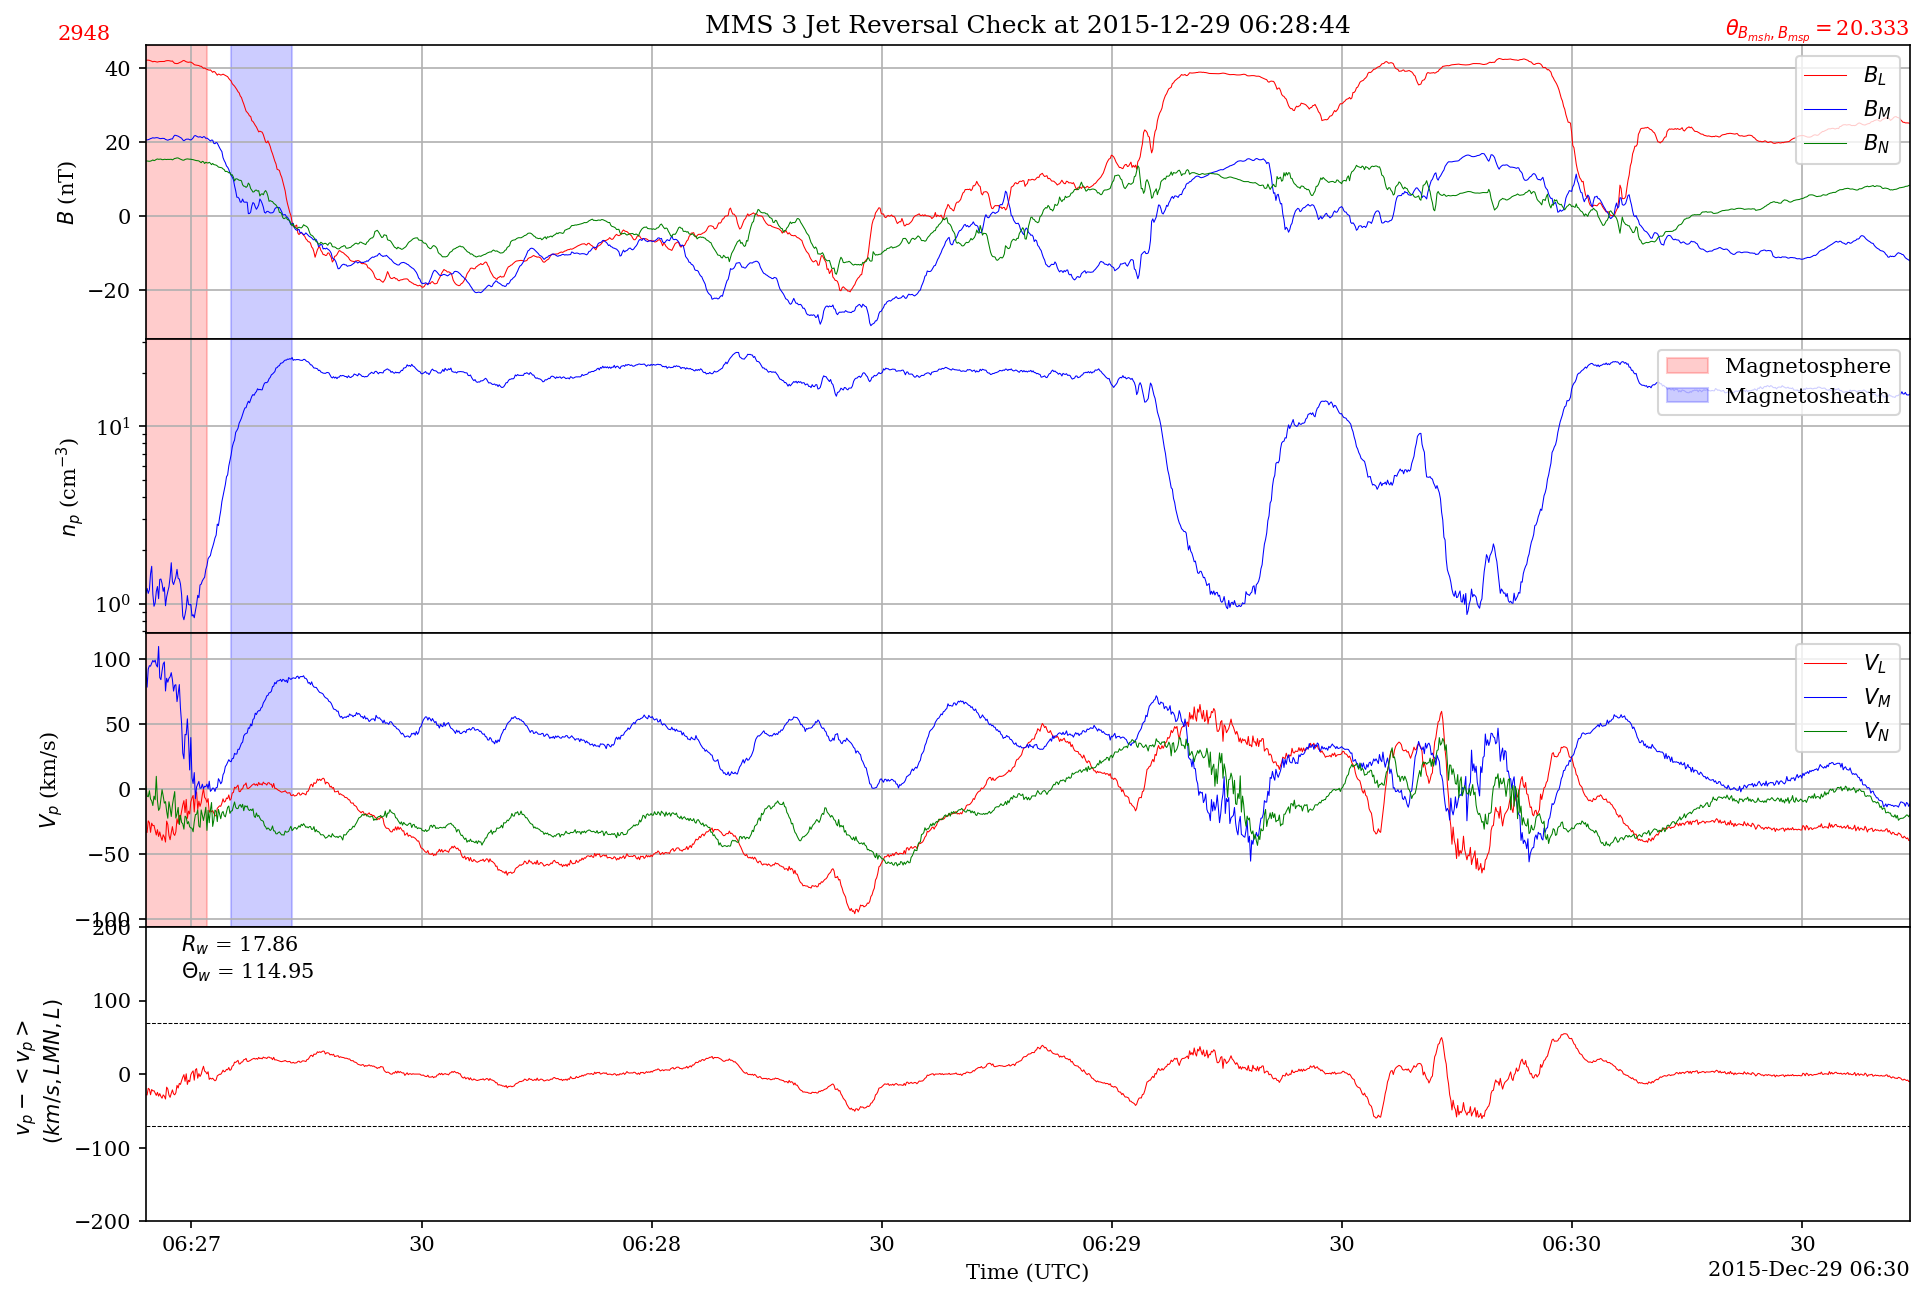 MMS 3 Jet Reversal Check at 2015-12-29 06:28:44
2948
θ_{B_{msh}, B_{msp}} = 20.333
40
20
0
−20
B (nT)
B_L
B_M
B_N
10^1
10^0
n_p (cm^{−3})
Magnetosphere
Magnetosheath
100
50
0
−50
−100
V_p (km/s)
V_L
V_M
V_N
200
100
0
−100
−200
v_p − < v_p >
(km/s, LMN, L)
R_w = 17.86
Θ_w = 114.95
06:27
30
06:28
30
06:29
30
06:30
30
Time (UTC)
2015-Dec-29 06:30